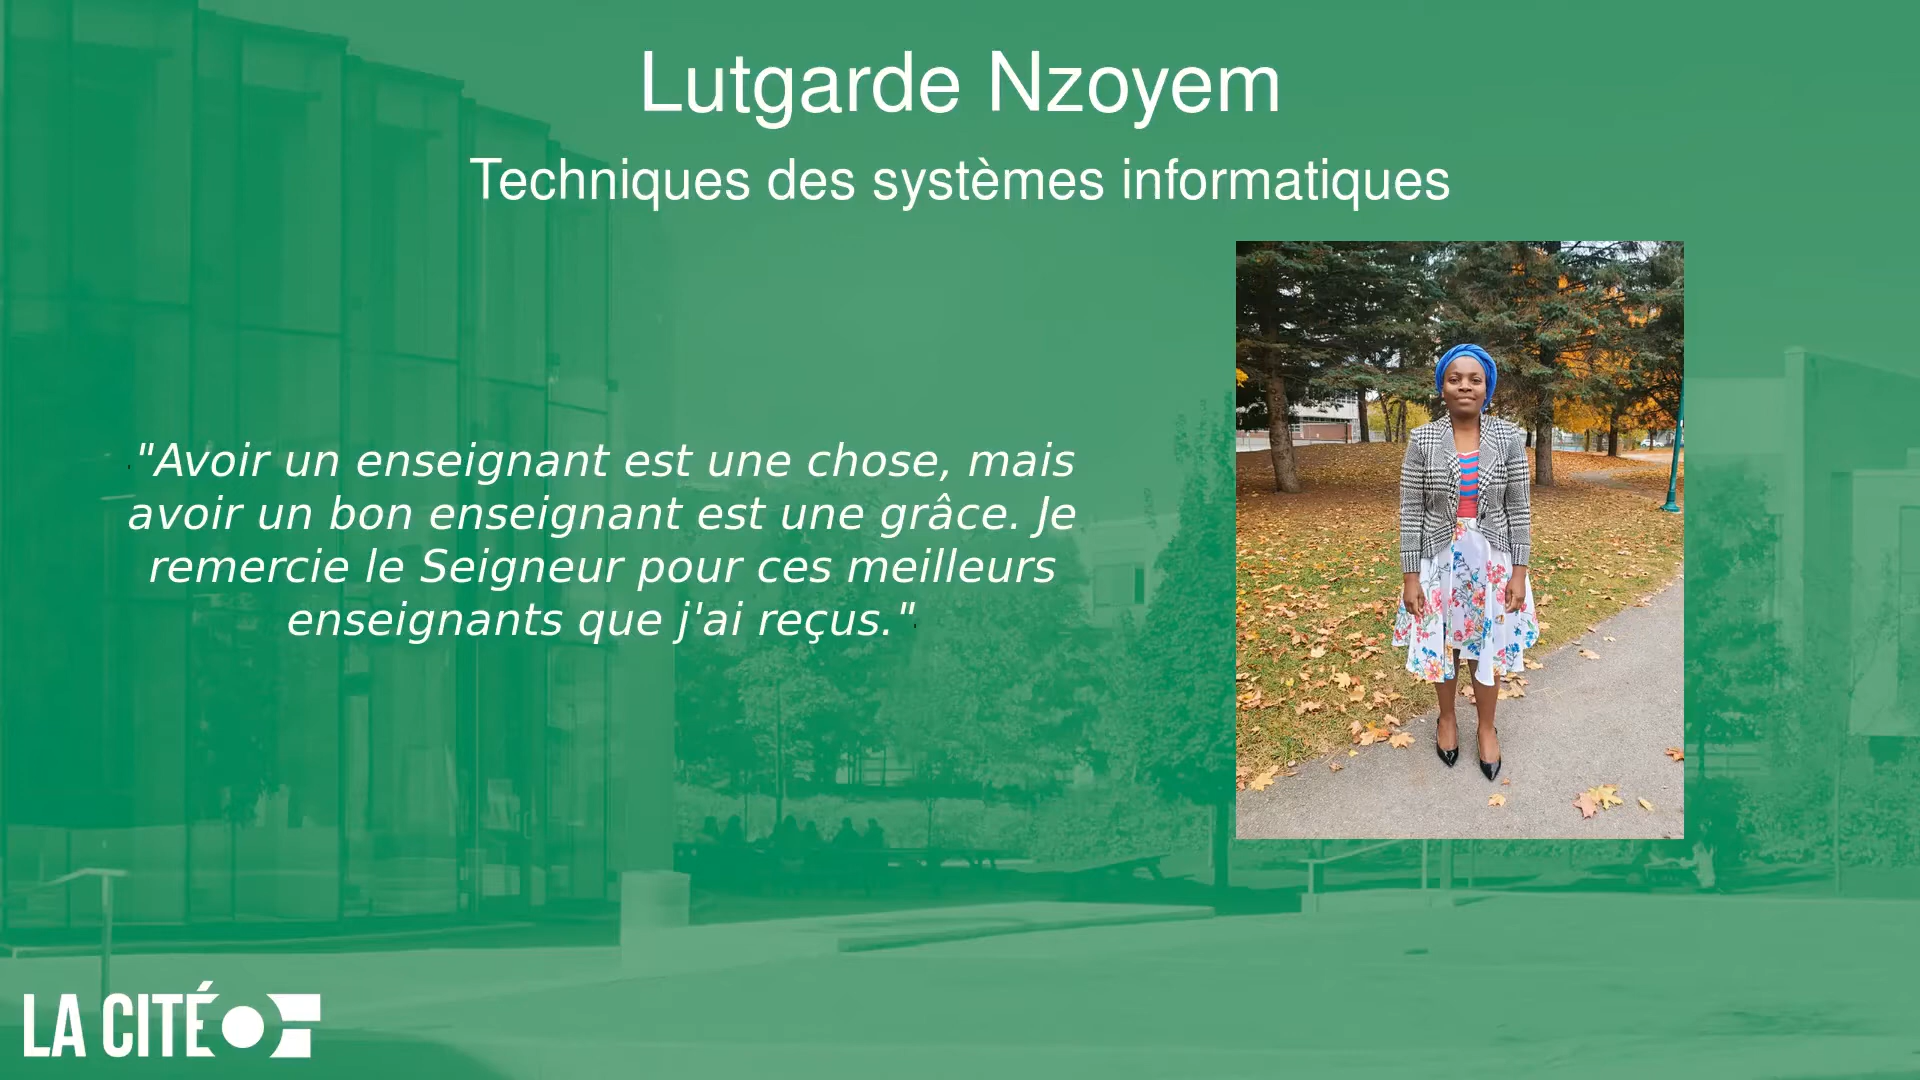 Lutgarde Nzoyem
Techniques des systèmes informatiques
"Avoir un enseignant est une chose, mais
avoir un bon enseignant est une grâce. Je
remercie le Seigneur pour ces meilleurs
enseignants que j'ai reçus."
LA CITÉ